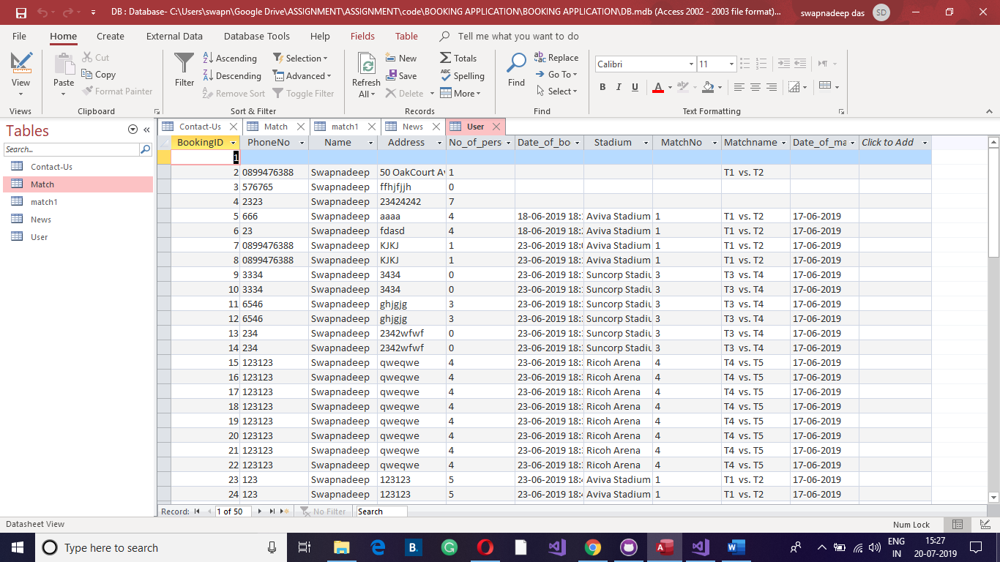 DB : Database- C:\Users\swapn\Google Drive\ASSIGNMENT\ASSIGNMENT\code\BOOKING APPLICATION\BOOKING APPLICATION\DB.mdb (Access 2002 - 2003 file format)... swapnadeep das SD
File Home Create External Data Database Tools Help Fields Table Tell me what you want to do
View
Views
Paste
Cut
Copy
Format Painter
Clipboard
Filter
Ascending
Descending
Remove Sort
Selection
Advanced
Toggle Filter
Sort & Filter
Refresh All
New
Save
Delete
Totals
Spelling
More
Records
Find
Replace
Go To
Select
Find
Calibri 11
B I U A
Text Formatting
Tables
Search...
Contact-Us
Match
match1
News
User
Contact-Us Match match1 News User
BookingID PhoneNo Name Address No_of_pers Date_of_bo Stadium MatchNo Matchname Date_of_ma Click to Add
1
2 0899476388 Swapnadeep 50 OakCourt Av 1 T1 vs. T2
3 576765 Swapnadeep ffhjfjjh 0
4 2323 Swapnadeep 23424242 7
5 666 Swapnadeep aaaa 4 18-06-2019 18: Aviva Stadium 1 T1 vs. T2 17-06-2019
6 23 Swapnadeep fdasd 4 18-06-2019 18: Aviva Stadium 1 T1 vs. T2 17-06-2019
7 0899476388 Swapnadeep KJKJ 1 23-06-2019 18: Aviva Stadium 1 T1 vs. T2 17-06-2019
8 0899476388 Swapnadeep KJKJ 1 23-06-2019 18: Aviva Stadium 1 T1 vs. T2 17-06-2019
9 3334 Swapnadeep 3434 0 23-06-2019 18: Suncorp Stadiu 3 T3 vs. T4 17-06-2019
10 3334 Swapnadeep 3434 0 23-06-2019 18: Suncorp Stadiu 3 T3 vs. T4 17-06-2019
11 6546 Swapnadeep ghjgjg 3 23-06-2019 18: Suncorp Stadiu 3 T3 vs. T4 17-06-2019
12 6546 Swapnadeep ghjgjg 3 23-06-2019 18: Suncorp Stadiu 3 T3 vs. T4 17-06-2019
13 234 Swapnadeep 2342wfwf 0 23-06-2019 18: Suncorp Stadiu 3 T3 vs. T4 17-06-2019
14 234 Swapnadeep 2342wfwf 0 23-06-2019 18: Suncorp Stadiu 3 T3 vs. T4 17-06-2019
15 123123 Swapnadeep qweqwe 4 23-06-2019 18: Ricoh Arena 4 T4 vs. T5 17-06-2019
16 123123 Swapnadeep qweqwe 4 23-06-2019 18: Ricoh Arena 4 T4 vs. T5 17-06-2019
17 123123 Swapnadeep qweqwe 4 23-06-2019 18: Ricoh Arena 4 T4 vs. T5 17-06-2019
18 123123 Swapnadeep qweqwe 4 23-06-2019 18: Ricoh Arena 4 T4 vs. T5 17-06-2019
19 123123 Swapnadeep qweqwe 4 23-06-2019 18: Ricoh Arena 4 T4 vs. T5 17-06-2019
20 123123 Swapnadeep qweqwe 4 23-06-2019 18: Ricoh Arena 4 T4 vs. T5 17-06-2019
21 123123 Swapnadeep qweqwe 4 23-06-2019 18: Ricoh Arena 4 T4 vs. T5 17-06-2019
22 123123 Swapnadeep qweqwe 4 23-06-2019 18: Ricoh Arena 4 T4 vs. T5 17-06-2019
23 123 Swapnadeep 123123 5 23-06-2019 18: Aviva Stadium 1 T1 vs. T2 17-06-2019
24 123 Swapnadeep 123123 5 23-06-2019 18: Aviva Stadium 1 T1 vs. T2 17-06-2019
Record: 1 of 50 No Filter Search
Datasheet View Num Lock
Type here to search
ENG
IN
15:27
20-07-2019